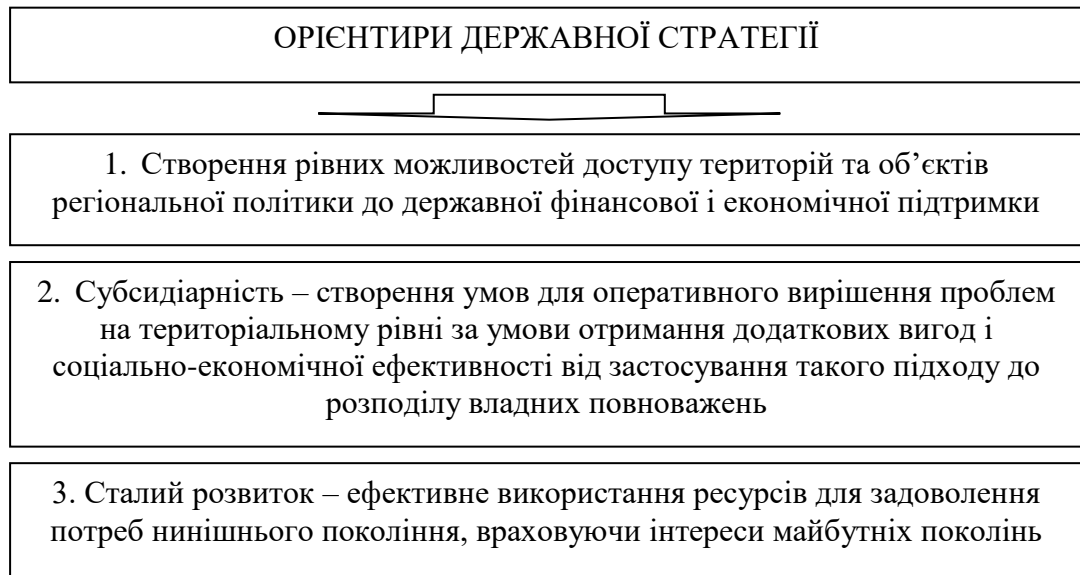 ОРІЄНТИРИ ДЕРЖАВНОЇ СТРАТЕГІЇ
1. Створення рівних можливостей доступу територій та об’єктів
регіональної політики до державної фінансової і економічної підтримки
2. Субсидіарність – створення умов для оперативного вирішення проблем
на територіальному рівні за умови отримання додаткових вигод і
соціально-економічної ефективності від застосування такого підходу до
розподілу владних повноважень
3. Сталий розвиток – ефективне використання ресурсів для задоволення
потреб нинішнього покоління, враховуючи інтереси майбутніх поколінь